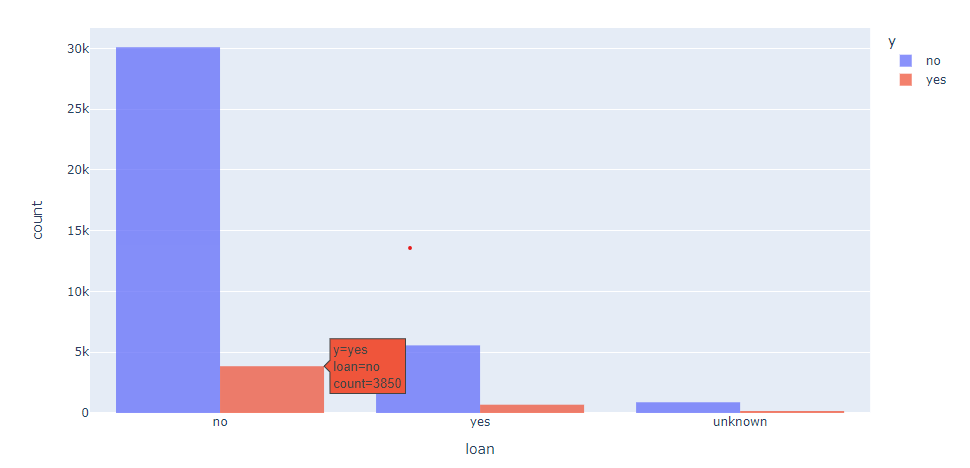 y
no
yes
30k
25k
20k
15k
10k
5k
0
count
y=yes
loan=no
count=3850
no
yes
unknown
loan